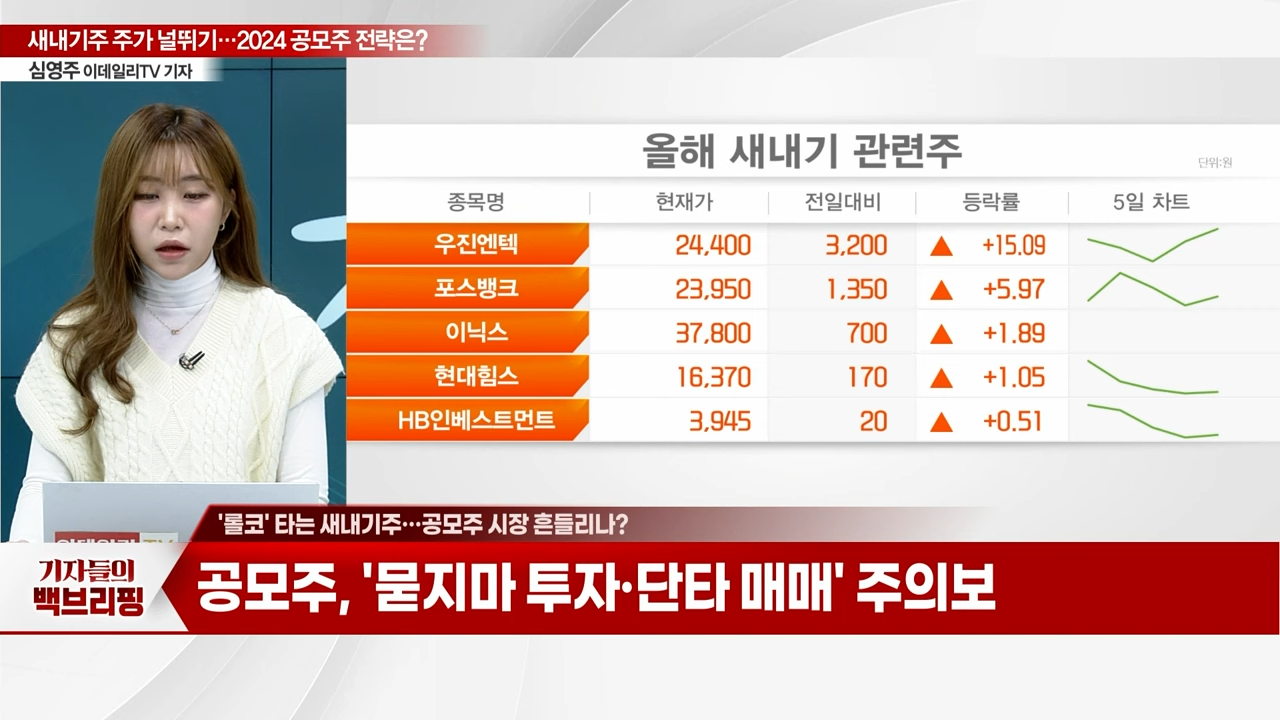 새내기주 주가 널뛰기…2024 공모주 전략은?
심영주 이데일리TV 기자
올해 새내기 관련주
단위:원
종목명 현재가 전일대비 등락률 5일 차트
우진엔텍 24,400 3,200 ▲ +15.09
포스뱅크 23,950 1,350 ▲ +5.97
이닉스 37,800 700 ▲ +1.89
현대힘스 16,370 170 ▲ +1.05
HB인베스트먼트 3,945 20 ▲ +0.51
'롤코' 타는 새내기주…공모주 시장 흔들리나?
기자들의
백브리핑
공모주, '묻지마 투자·단타 매매' 주의보